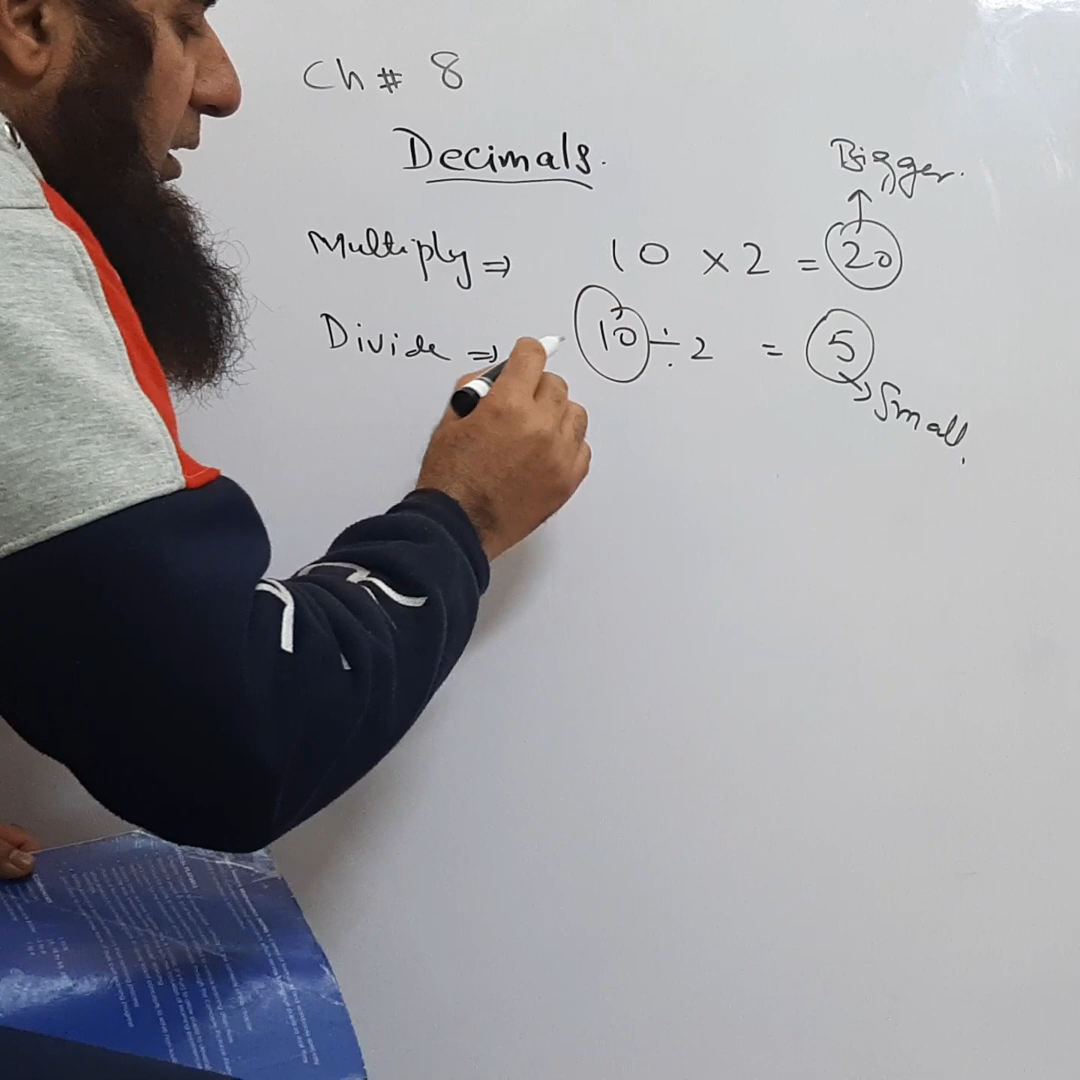 Ch # 8
Decimals.
Bigger.
Multiply ⇒ 10 × 2 = 20
Divide ⇒ 10 ÷ 2 = 5
Small.